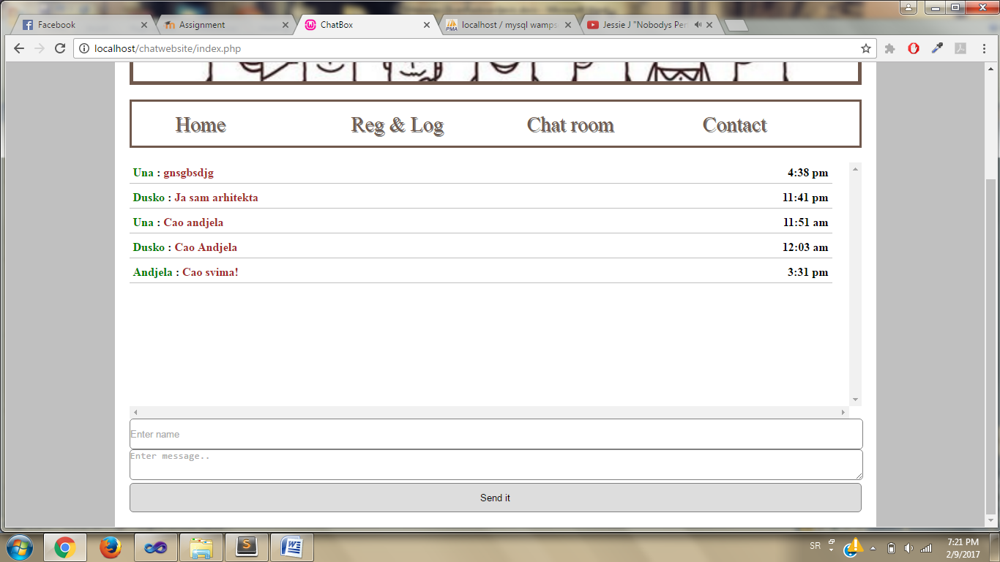 Facebook
Assignment
ChatBox
localhost / mysql wamps
Jessie J "Nobodys Per
localhost/chatwebsite/index.php
Home Reg & Log Chat room Contact
Una : gnsgbsdjg 4:38 pm
Dusko : Ja sam arhitekta 11:41 pm
Una : Cao andjela 11:51 am
Dusko : Cao Andjela 12:03 am
Andjela : Cao svima! 3:31 pm
Enter name
Enter message..
Send it
SR
7:21 PM
2/9/2017